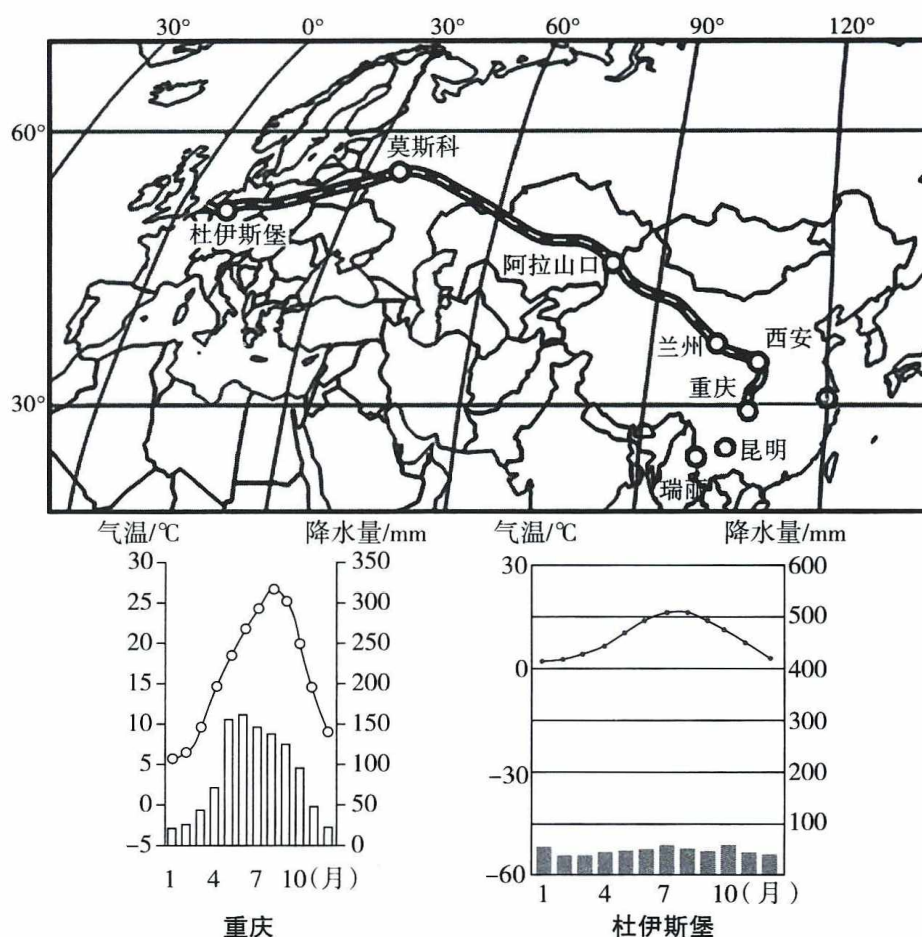 30° 0° 30° 60° 90° 120°
60°
莫斯科
杜伊斯堡
阿拉山口
兰州
西安
重庆
30°
昆明
瑞丽
气温/℃ 降水量/mm
30 350
25 300
20 250
15 200
10 150
5 100
0 50
-5 0
1 4 7 10(月)
重庆
气温/℃ 降水量/mm
30 600
500
0 400
300
-30 200
100
-60
1 4 7 10(月)
杜伊斯堡